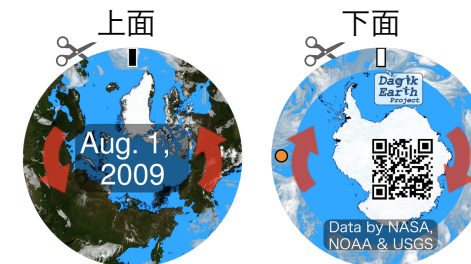 上面
下面
Aug. 1,
2009
Dagik
Earth
Project
Data by NASA,
NOAA & USGS